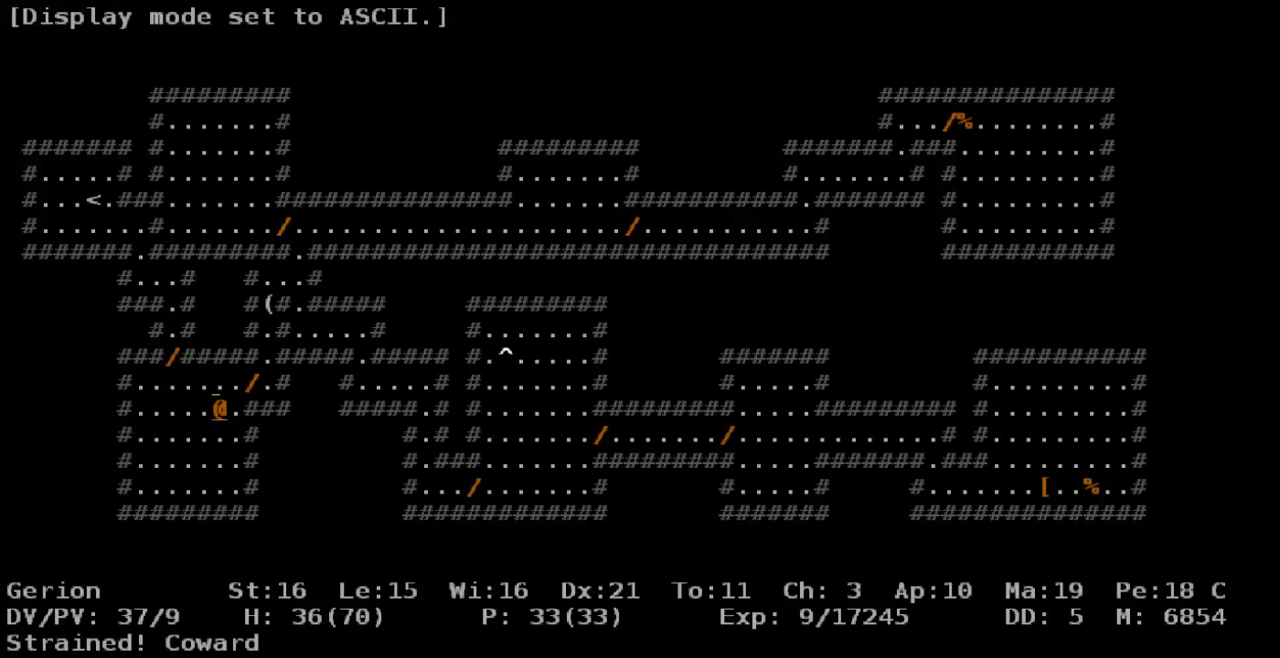 [Display mode set to ASCII.]
Gerion St:16 Le:15 Wi:16 Dx:21 To:11 Ch: 3 Ap:10 Ma:19 Pe:18 C
DV/PV: 37/9 H: 36(70) P: 33(33) Exp: 9/17245 DD: 5 M: 6854
Strained! Coward